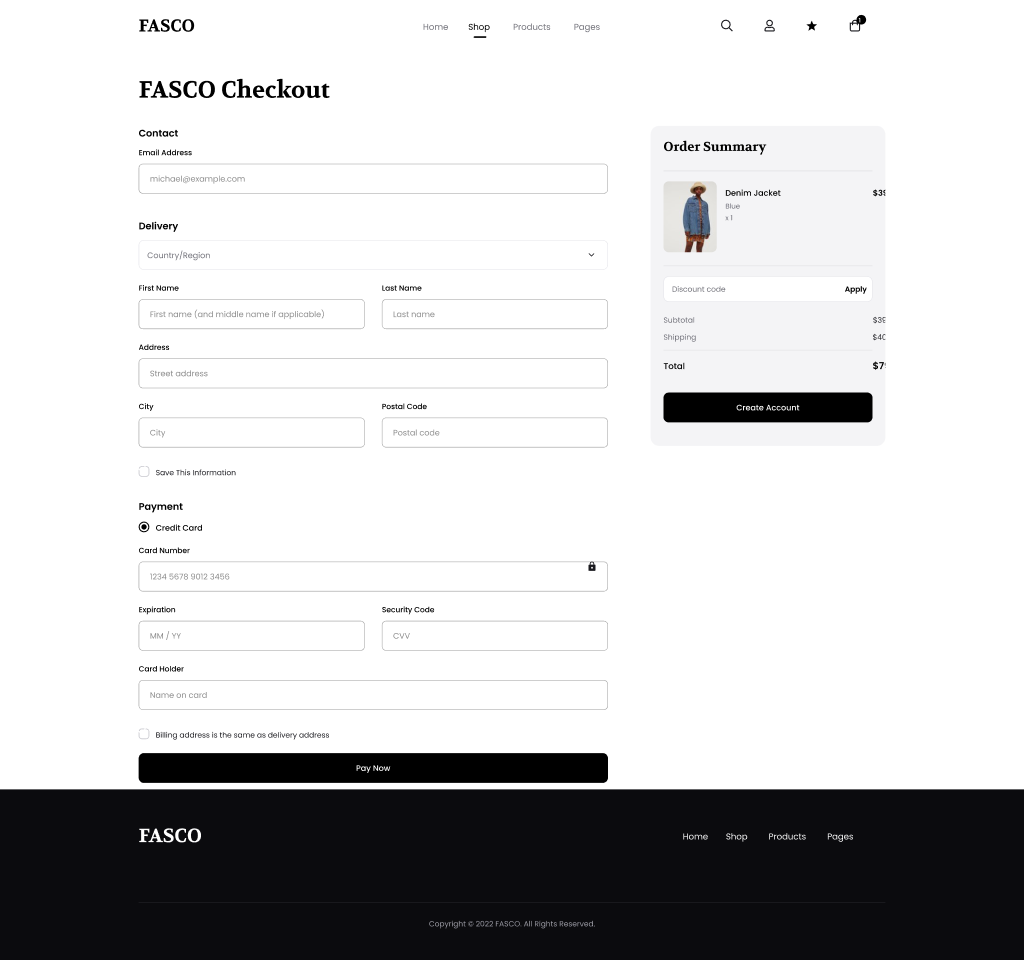 FASCO
Home Shop Products Pages
FASCO Checkout
Contact
Email Address
michael@example.com
Delivery
Country/Region
First Name Last Name
First name (and middle name if applicable) Last name
Address
Street address
City Postal Code
City Postal code
Save This Information
Payment
Credit Card
Card Number
1234 5678 9012 3456
Expiration Security Code
MM / YY CVV
Card Holder
Name on card
Billing address is the same as delivery address
Pay Now
Order Summary
Denim Jacket
Blue
x 1
Discount code Apply
Subtotal
Shipping
Total
Create Account
FASCO
Home Shop Products Pages
Copyright © 2022 FASCO. All Rights Reserved.